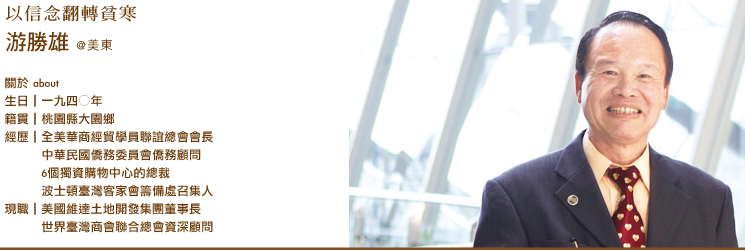 以信念翻轉貧寒
游勝雄 @美東
關於 about
生日｜一九四〇年
籍貫｜桃園縣大園鄉
經歷｜全美華商經貿學員聯誼總會會長
中華民國僑務委員會僑務顧問
6個獨資購物中心的總裁
波士頓臺灣客家會籌備處召集人
現職｜美國維達土地開發集團董事長
世界臺灣商會聯合總會資深顧問